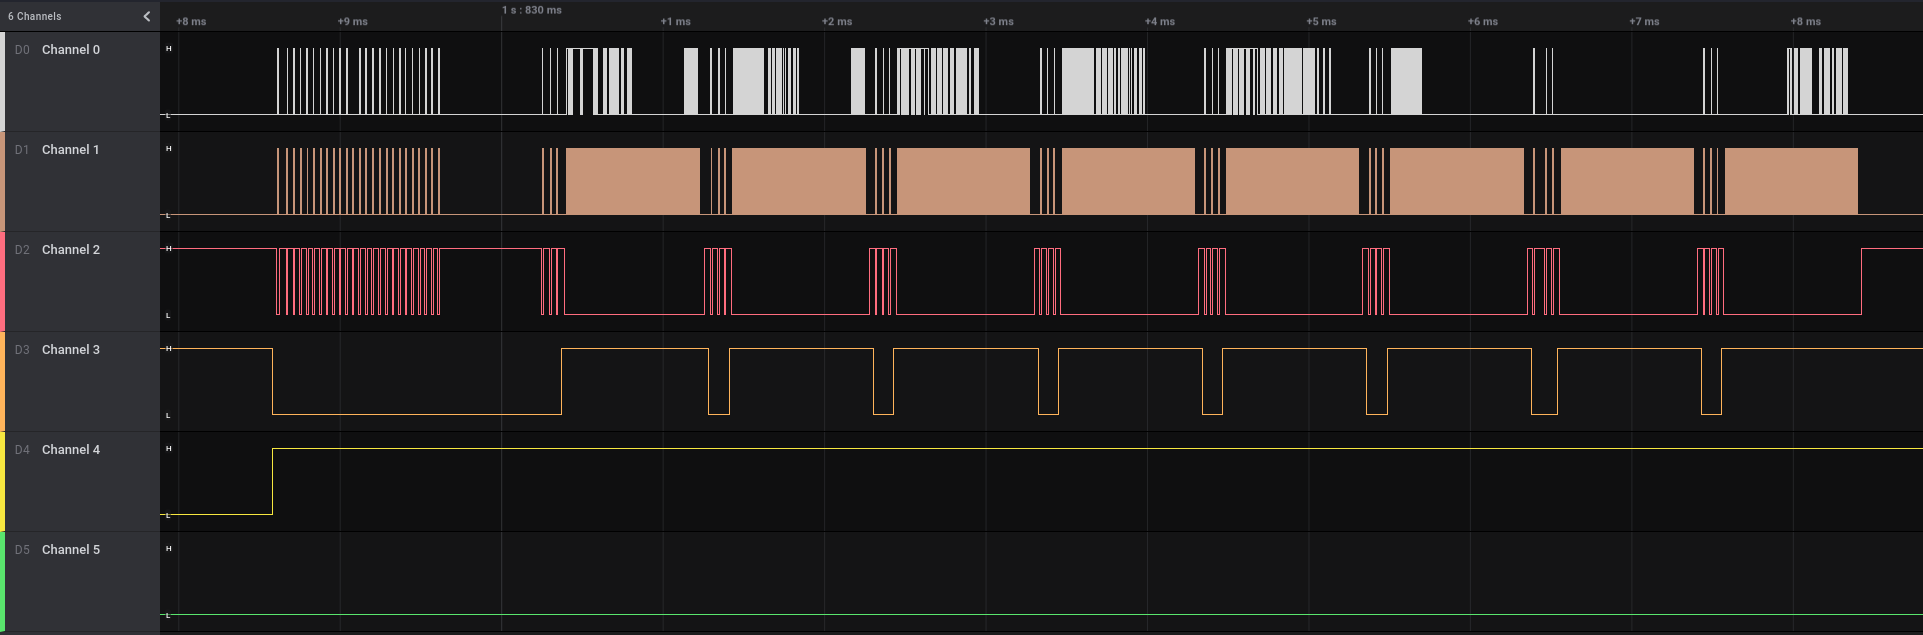 1 s : 830 ms
6 Channels
+8 ms +9 ms +1 ms +2 ms +3 ms +4 ms +5 ms +6 ms +7 ms +8 ms
D0 Channel 0
H
L
D1 Channel 1
H
L
D2 Channel 2
H
L
D3 Channel 3
H
L
D4 Channel 4
H
L
D5 Channel 5
H
L